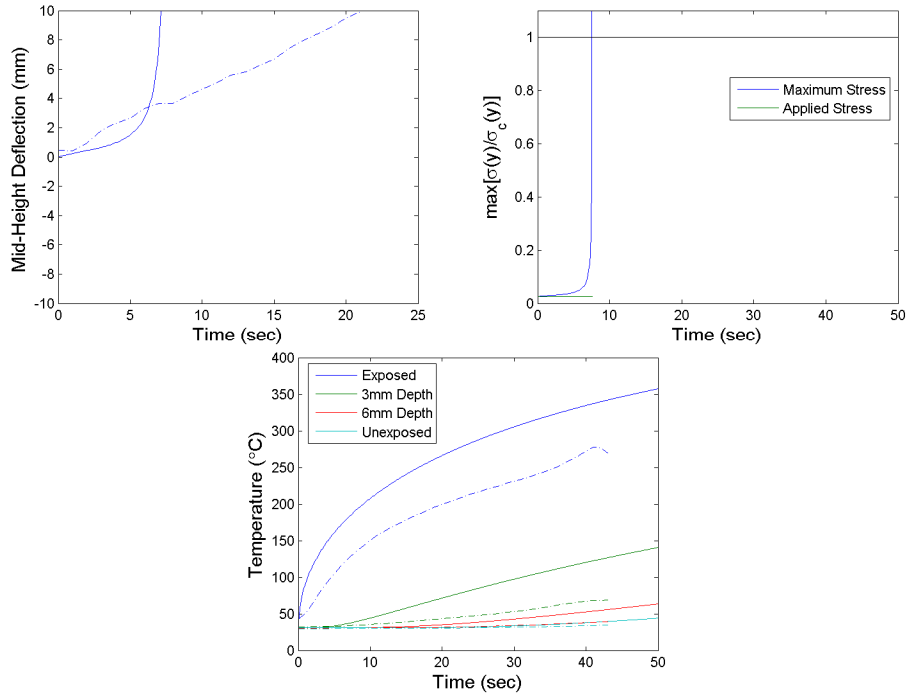 10
8
6
4
2
0
-2
-4
-6
-8
-10
Mid-Height Deflection (mm)
0 5 10 15 20 25
Time (sec)
1
0.8
0.6
0.4
0.2
0
max[σ(y)/σc(y)]
Maximum Stress
Applied Stress
0 10 20 30 40 50
Time (sec)
400
350
300
250
200
150
100
50
0
Temperature (°C)
Exposed
3mm Depth
6mm Depth
Unexposed
0 10 20 30 40 50
Time (sec)